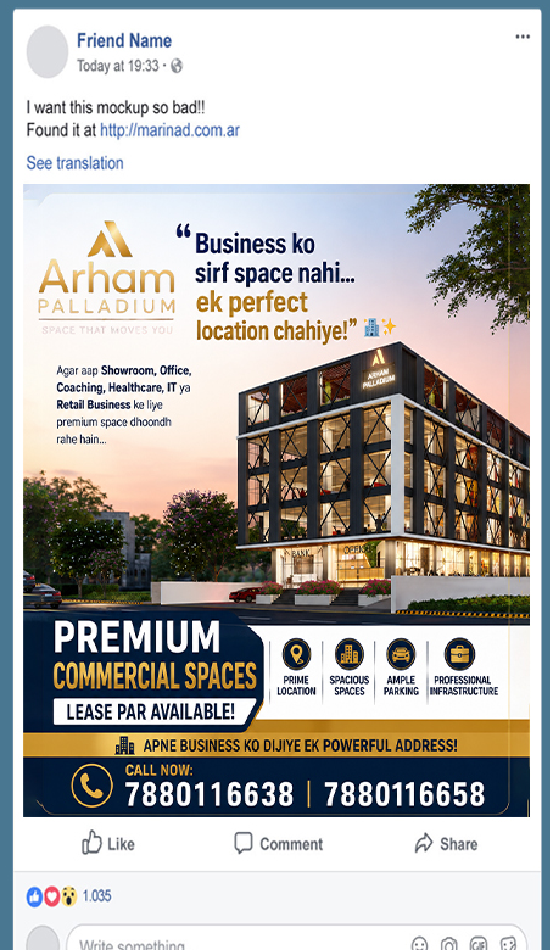 Friend Name
Today at 19:33
I want this mockup so bad!!
Found it at http://marinad.com.ar
See translation
Arham
PALLADIUM
SPACE THAT MOVES YOU
“Business ko
sirf space nahi...
ek perfect
location chahiye!”
Agar aap Showroom, Office,
Coaching, Healthcare, IT ya
Retail Business ke liye
premium space dhoondh
rahe hain...
ARHAM
PALLADIUM
BANK
OFFICE
PREMIUM
COMMERCIAL SPACES
LEASE PAR AVAILABLE!
PRIME
LOCATION
SPACIOUS
SPACES
AMPLE
PARKING
PROFESSIONAL
INFRASTRUCTURE
APNE BUSINESS KO DIJIYE EK POWERFUL ADDRESS!
CALL NOW:
7880116638 | 7880116658
Like
Comment
Share
1.035
Write something
GIF